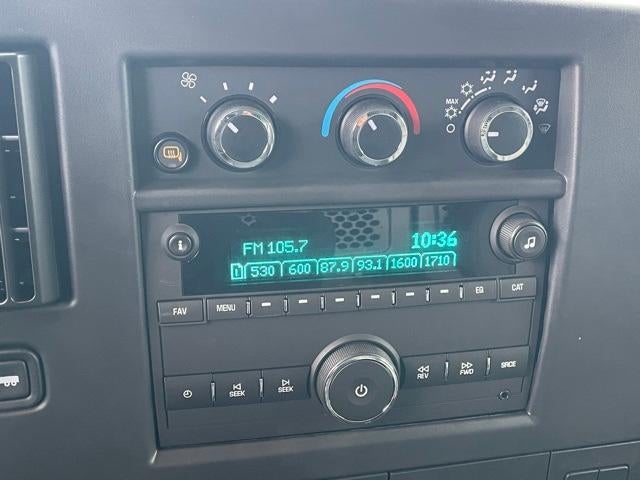 MAX
FM 105.7 10:36
1 530 600 87.9 93.1 1600 1710
FAV MENU EQ CAT
SEEK SEEK REV FWD SRCE